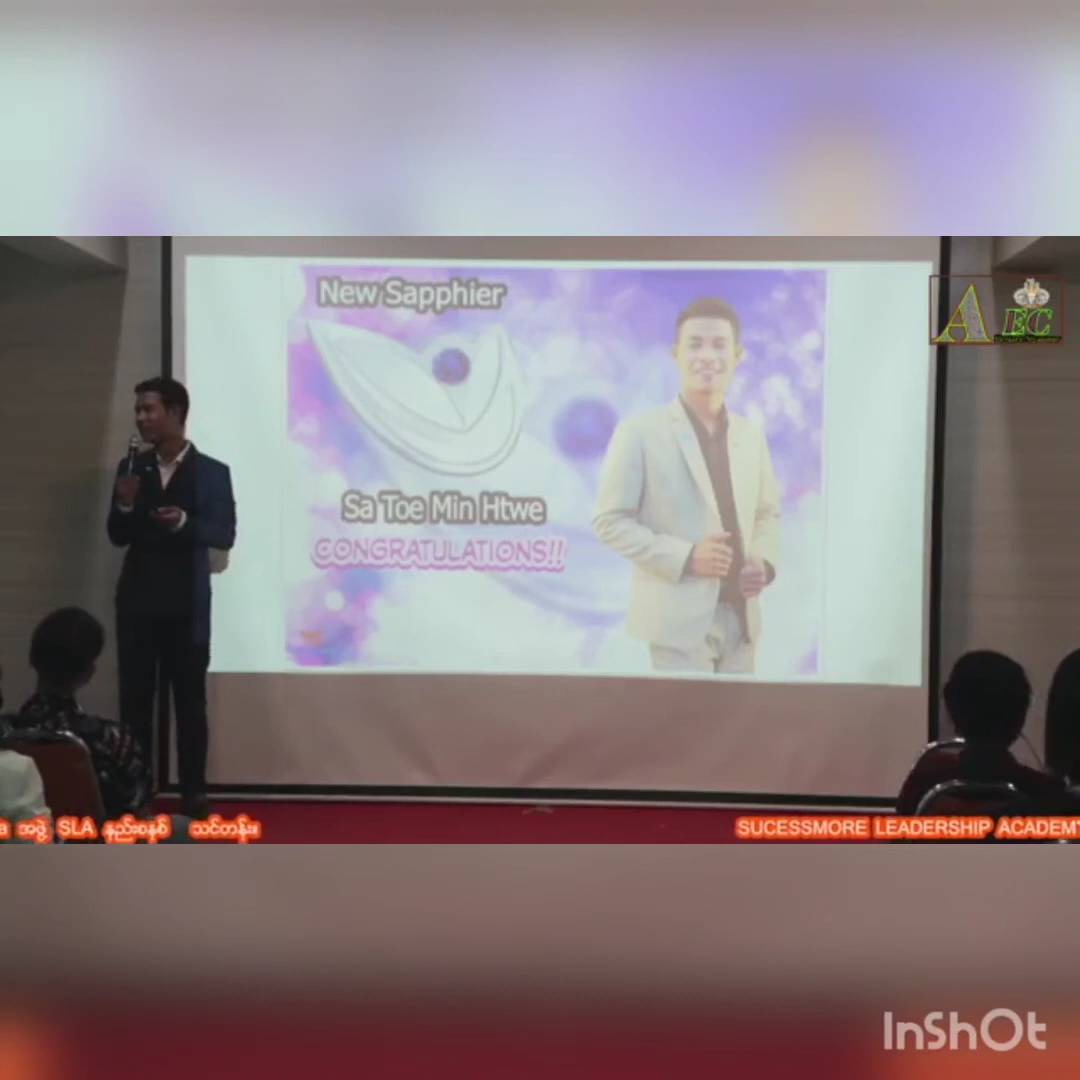 New Sapphier
A EC
Sa Toe Min Htwe
CONGRATULATIONS!!
အဖွဲ့ SLA နည်းစနစ် သင်တန်း။
SUCESSMORE LEADERSHIP ACADEMY
InShOt